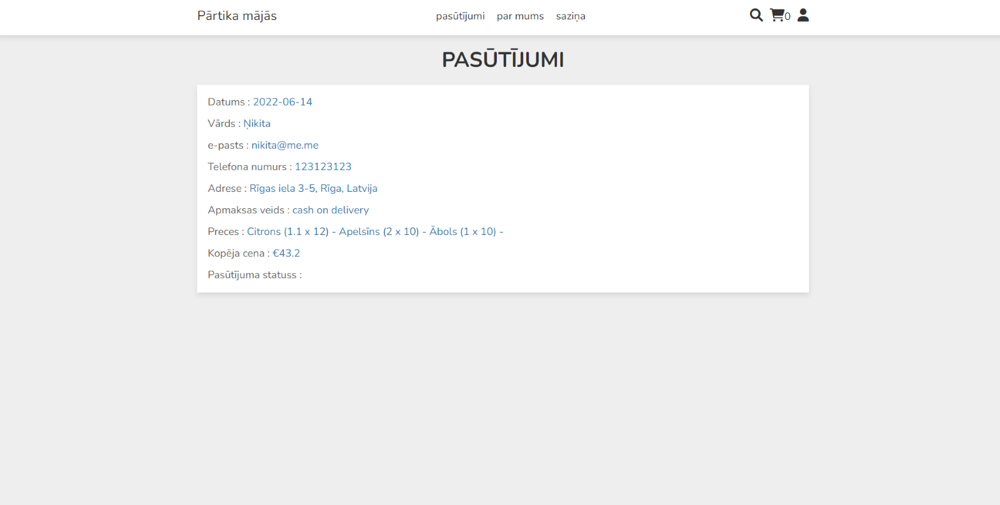 Pārtika mājās
pasūtījumi par mums saziņa
0
PASŪTĪJUMI
Datums : 2022-06-14
Vārds : Ņikita
e-pasts : nikita@me.me
Telefona numurs : 123123123
Adrese : Rīgas iela 3-5, Rīga, Latvija
Apmaksas veids : cash on delivery
Preces : Citrons (1.1 x 12) - Apelsīns (2 x 10) - Ābols (1 x 10) -
Kopēja cena : €43.2
Pasūtījuma statuss :